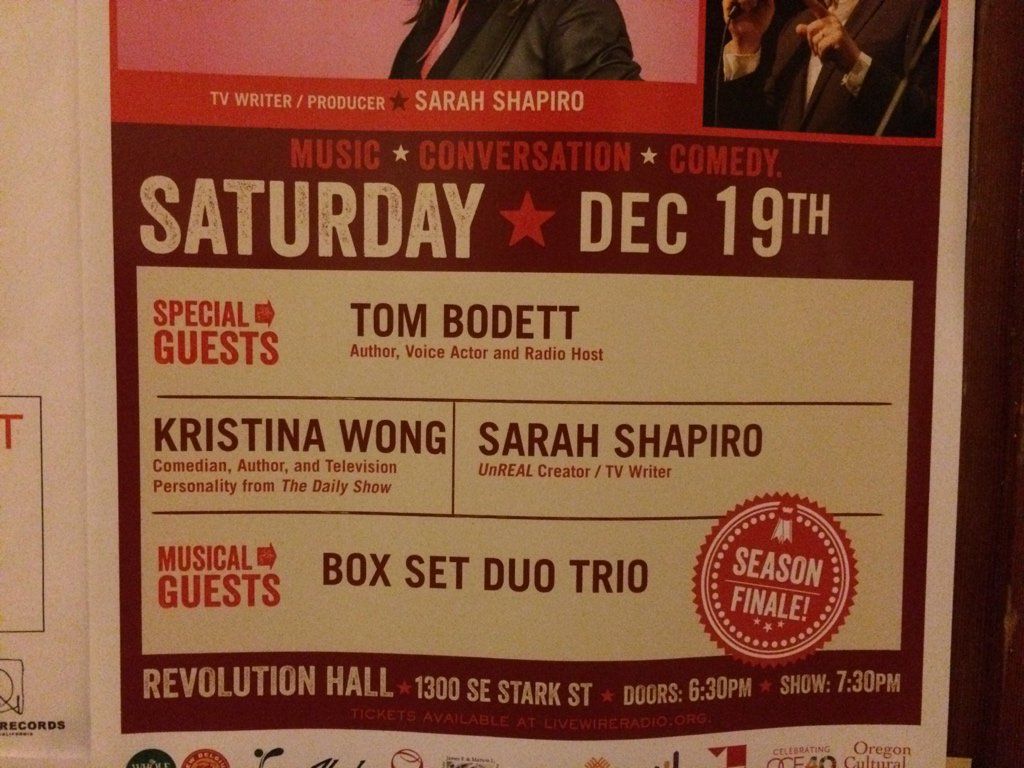 TV WRITER / PRODUCER ★ SARAH SHAPIRO
MUSIC ★ CONVERSATION ★ COMEDY.
SATURDAY ★ DEC 19TH
SPECIAL
GUESTS
TOM BODETT
Author, Voice Actor and Radio Host
KRISTINA WONG
Comedian, Author, and Television
Personality from The Daily Show
SARAH SHAPIRO
UnREAL Creator / TV Writer
MUSICAL
GUESTS
BOX SET DUO TRIO
SEASON
FINALE!
REVOLUTION HALL ★ 1300 SE STARK ST ★ DOORS: 6:30PM ★ SHOW: 7:30PM
TICKETS AVAILABLE AT LIVEWIRERADIO.ORG.
CELEBRATING
Oregon
Cultural
T
RECORDS